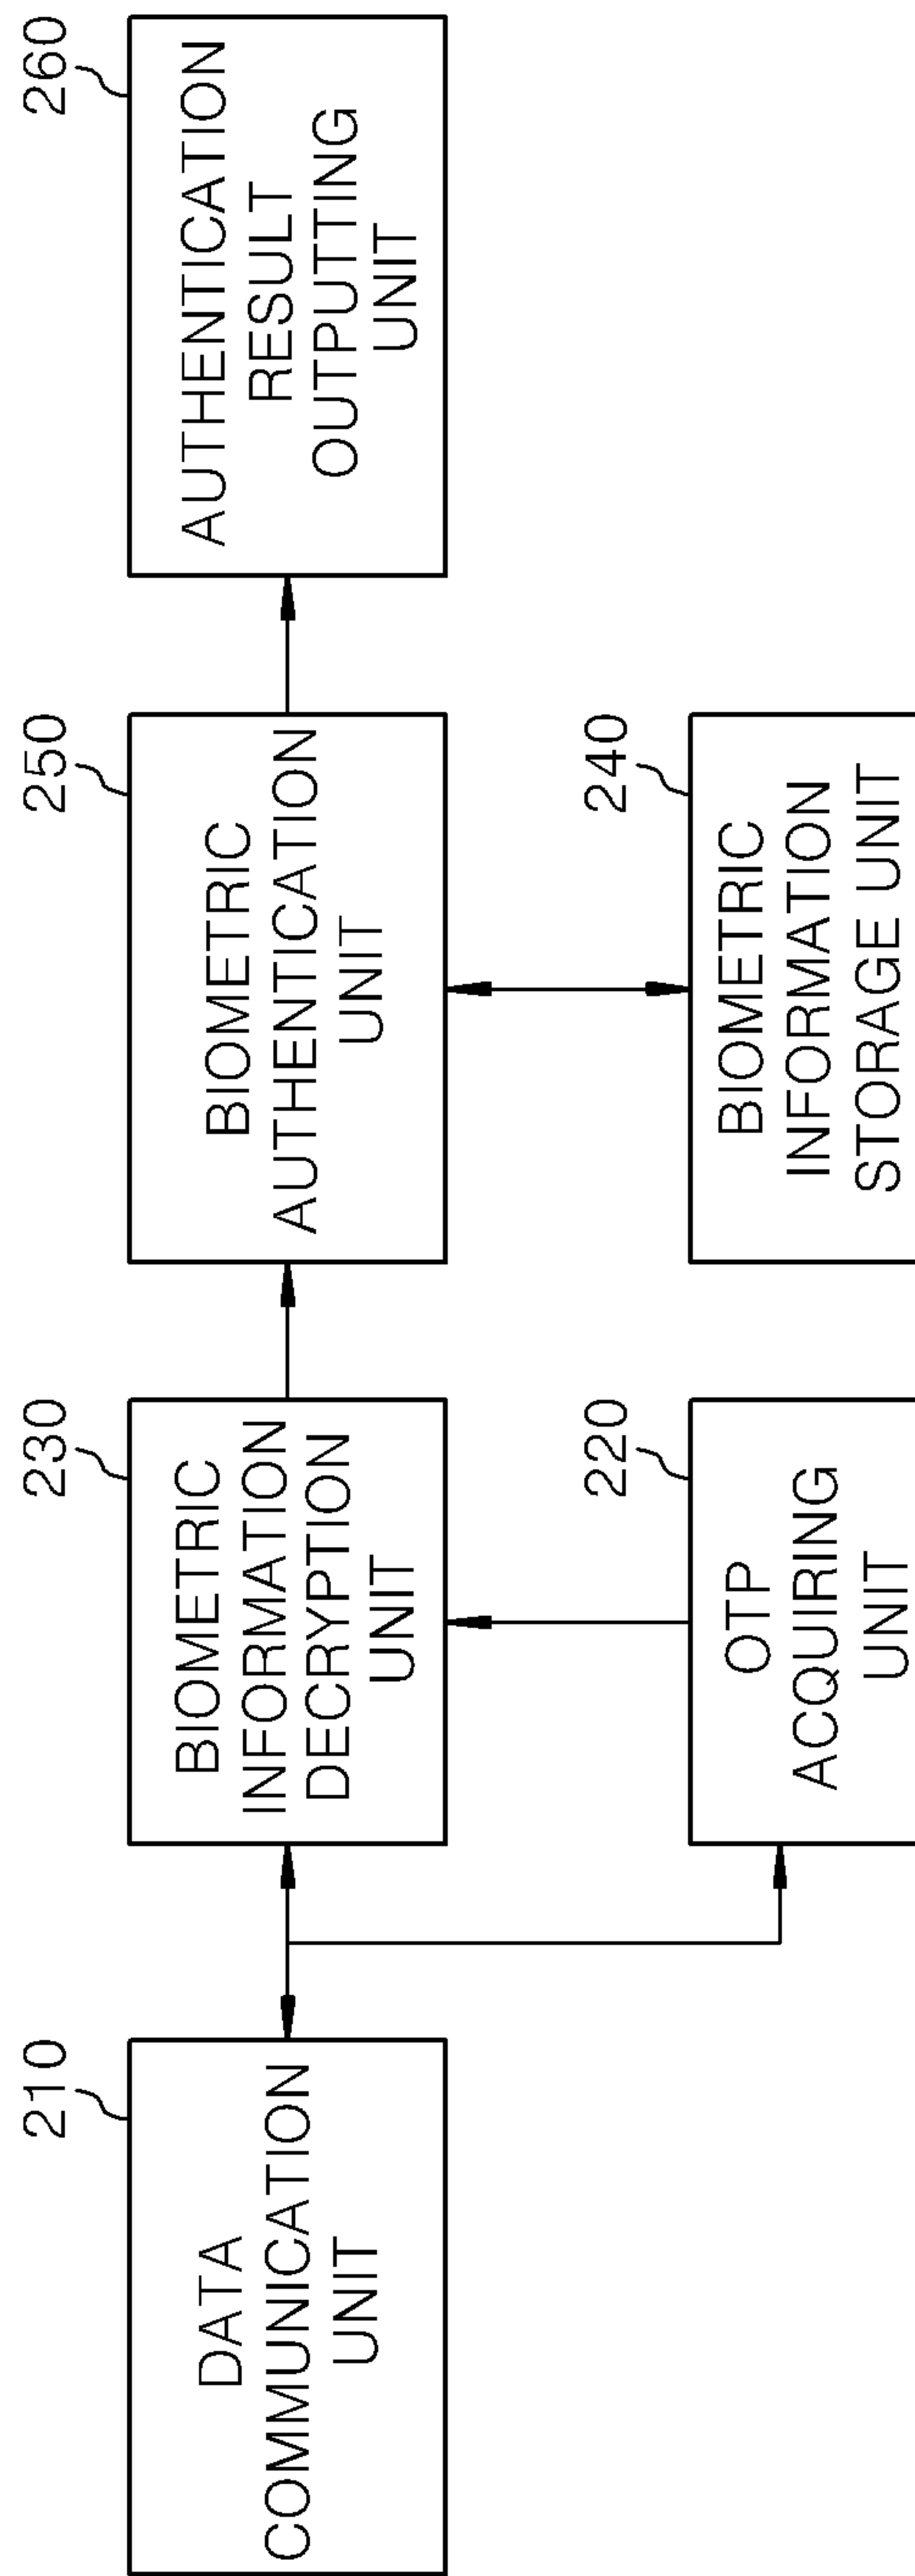 210
DATA
COMMUNICATION
UNIT
230
BIOMETRIC
INFORMATION
DECRYPTION
UNIT
250
BIOMETRIC
AUTHENTICATION
UNIT
260
AUTHENTICATION
RESULT
OUTPUTTING
UNIT
220
OTP
ACQUIRING
UNIT
240
BIOMETRIC
INFORMATION
STORAGE UNIT